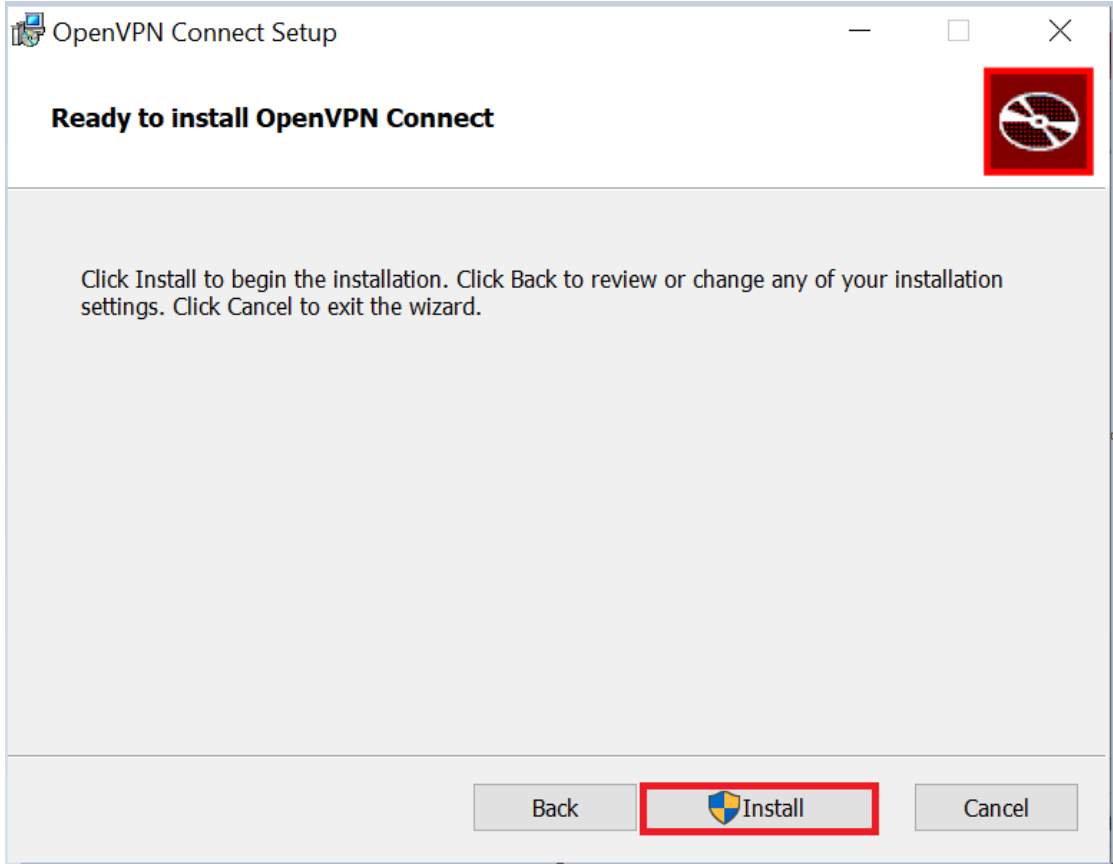 OpenVPN Connect Setup
Ready to install OpenVPN Connect
Click Install to begin the installation. Click Back to review or change any of your installation
settings. Click Cancel to exit the wizard.
Back
Install
Cancel